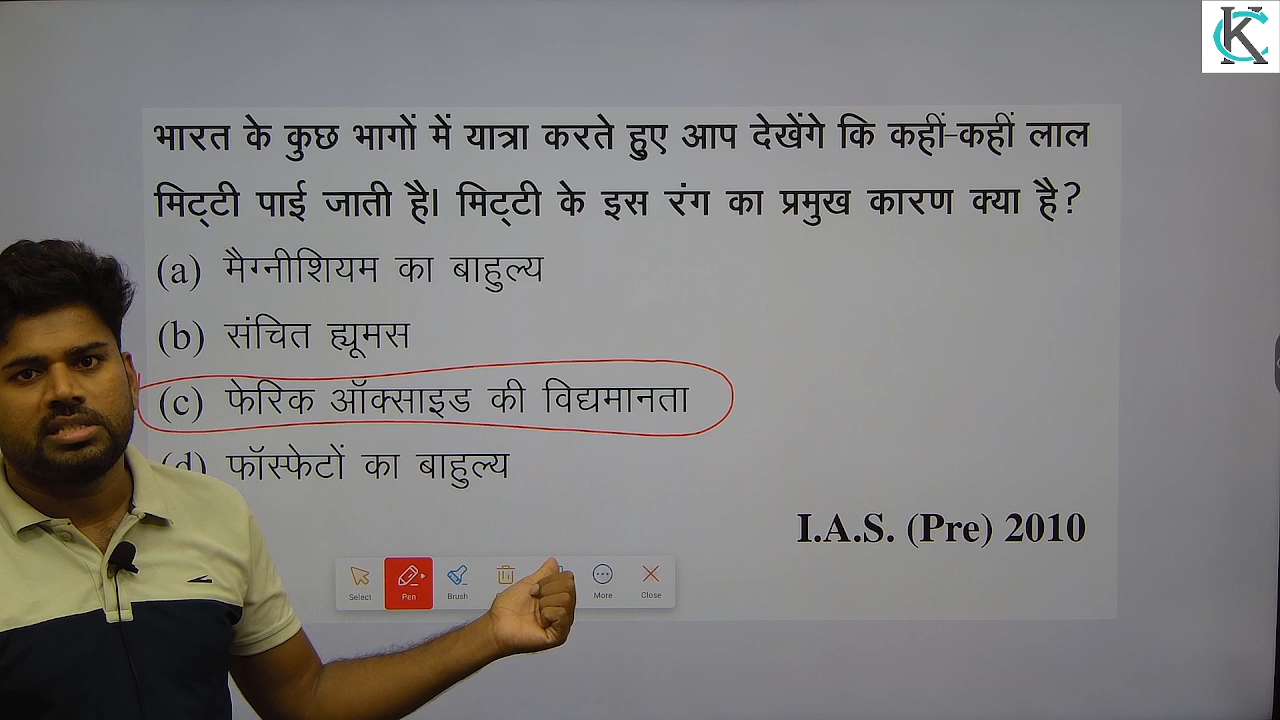 भारत के कुछ भागों में यात्रा करते हुए आप देखेंगे कि कहीं-कहीं लाल
मिट्टी पाई जाती है। मिट्टी के इस रंग का प्रमुख कारण क्या है?
(a) मैग्नीशियम का बाहुल्य
(b) संचित ह्यूमस
(c) फेरिक ऑक्साइड की विद्यमानता
(d) फॉस्फेटों का बाहुल्य
I.A.S. (Pre) 2010
Select Pen Brush More Close
KC